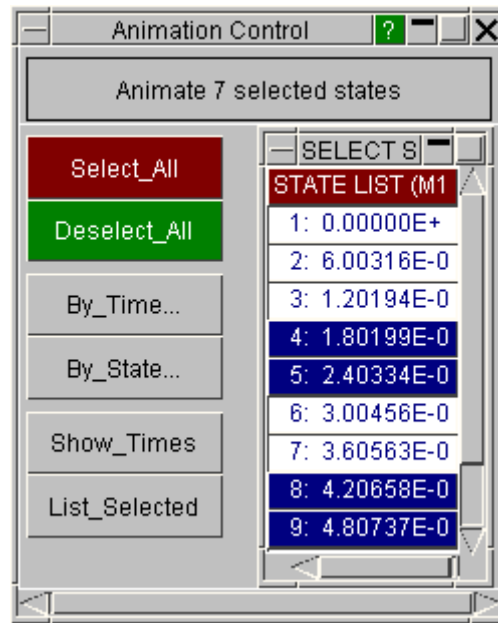 Animation Control ?
Animate 7 selected states
Select_All
Deselect_All
By_Time...
By_State...
Show_Times
List_Selected
SELECT S
STATE LIST (M1
1: 0.00000E+
2: 6.00316E-0
3: 1.20194E-0
4: 1.80199E-0
5: 2.40334E-0
6: 3.00456E-0
7: 3.60563E-0
8: 4.20658E-0
9: 4.80737E-0